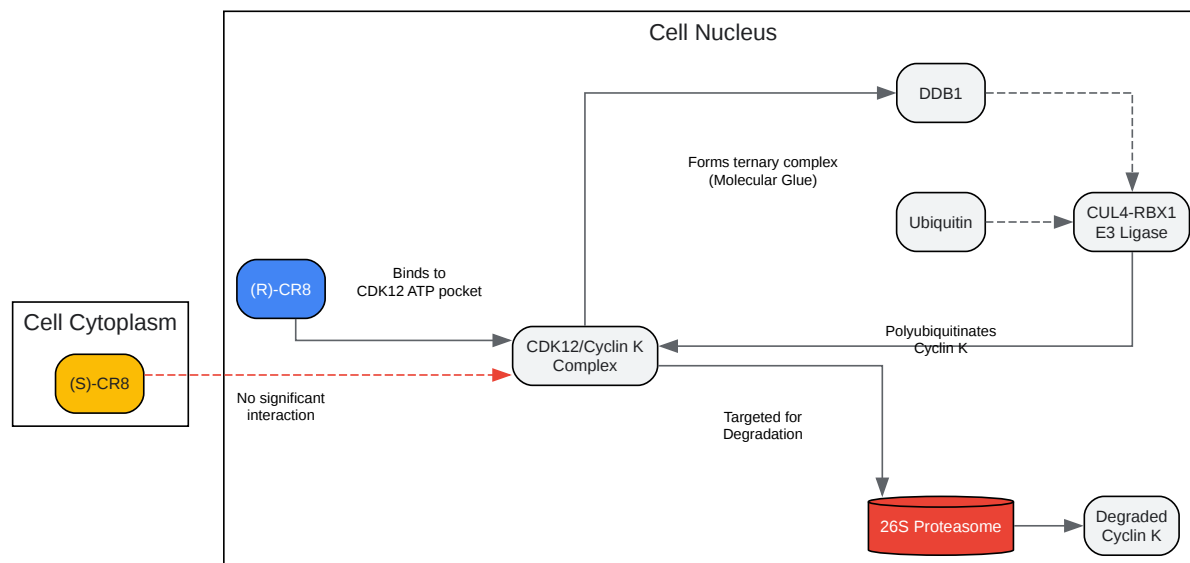 Cell Nucleus
DDB1
Forms ternary complex
(Molecular Glue)
Ubiquitin
CUL4-RBX1
E3 Ligase
(R)-CR8
Binds to
CDK12 ATP pocket
Cell Cytoplasm
(S)-CR8
CDK12/Cyclin K
Complex
Polyubiquitinates
Cyclin K
No significant
interaction
Targeted for
Degradation
26S Proteasome
Degraded
Cyclin K